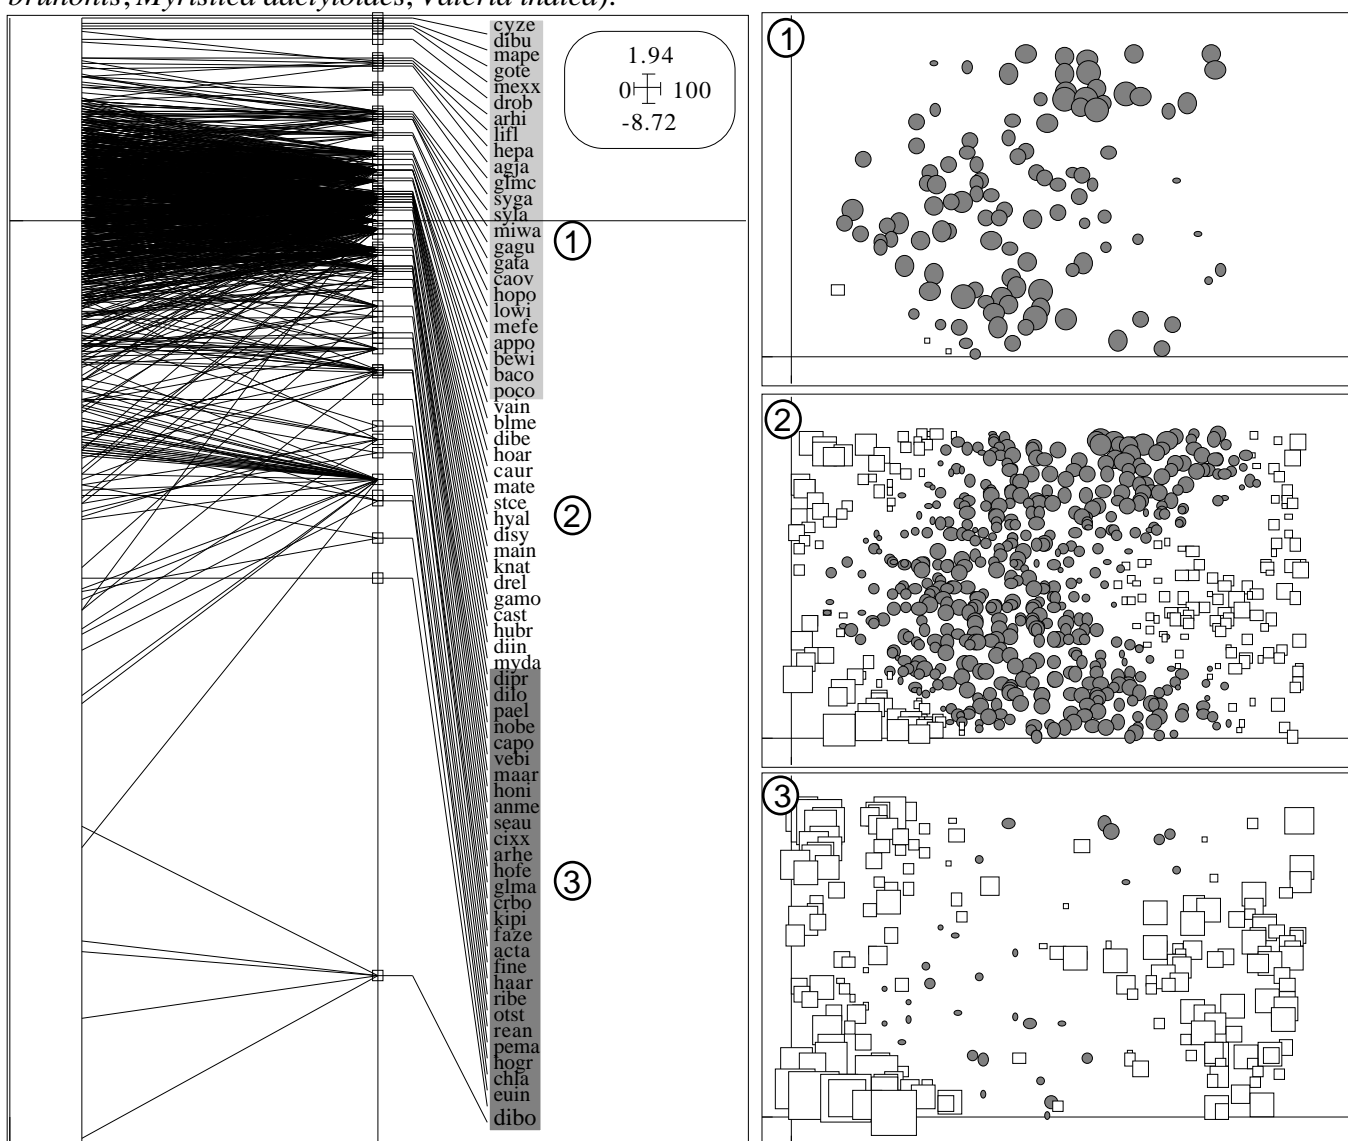 brunonis, Myristica dactyloides, Valeria indica).
cyze
dibu
mape
gote
mexx
drob
arhi
lifl
hepa
agja
glmc
syga
syla
miwa
gagu
gata
caov
hopo
lowi
mefe
appo
bewi
baco
poco
vain
blme
dibe
hoar
caur
mate
stce
hyal
disy
main
knat
drel
gamo
cast
hubr
diin
myda
dipr
dilo
pael
nobe
capo
vebi
maar
honi
anme
seau
cixx
arhe
hofe
glma
crbo
kipi
faze
acta
fine
haar
ribe
otst
rean
pema
hogr
chla
euin
dibo
1.94
0 100
-8.72
1
2
3
1
2
3